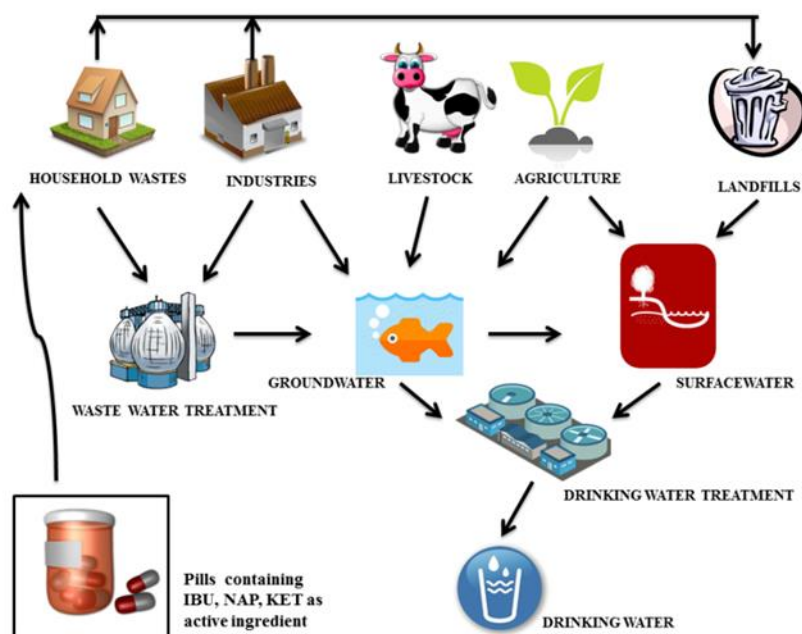 HOUSEHOLD WASTES
INDUSTRIES
LIVESTOCK
AGRICULTURE
LANDFILLS
GROUNDWATER
SURFACEWATER
WASTE WATER TREATMENT
DRINKING WATER TREATMENT
Pills containing
IBU, NAP, KET as
active ingredient
DRINKING WATER